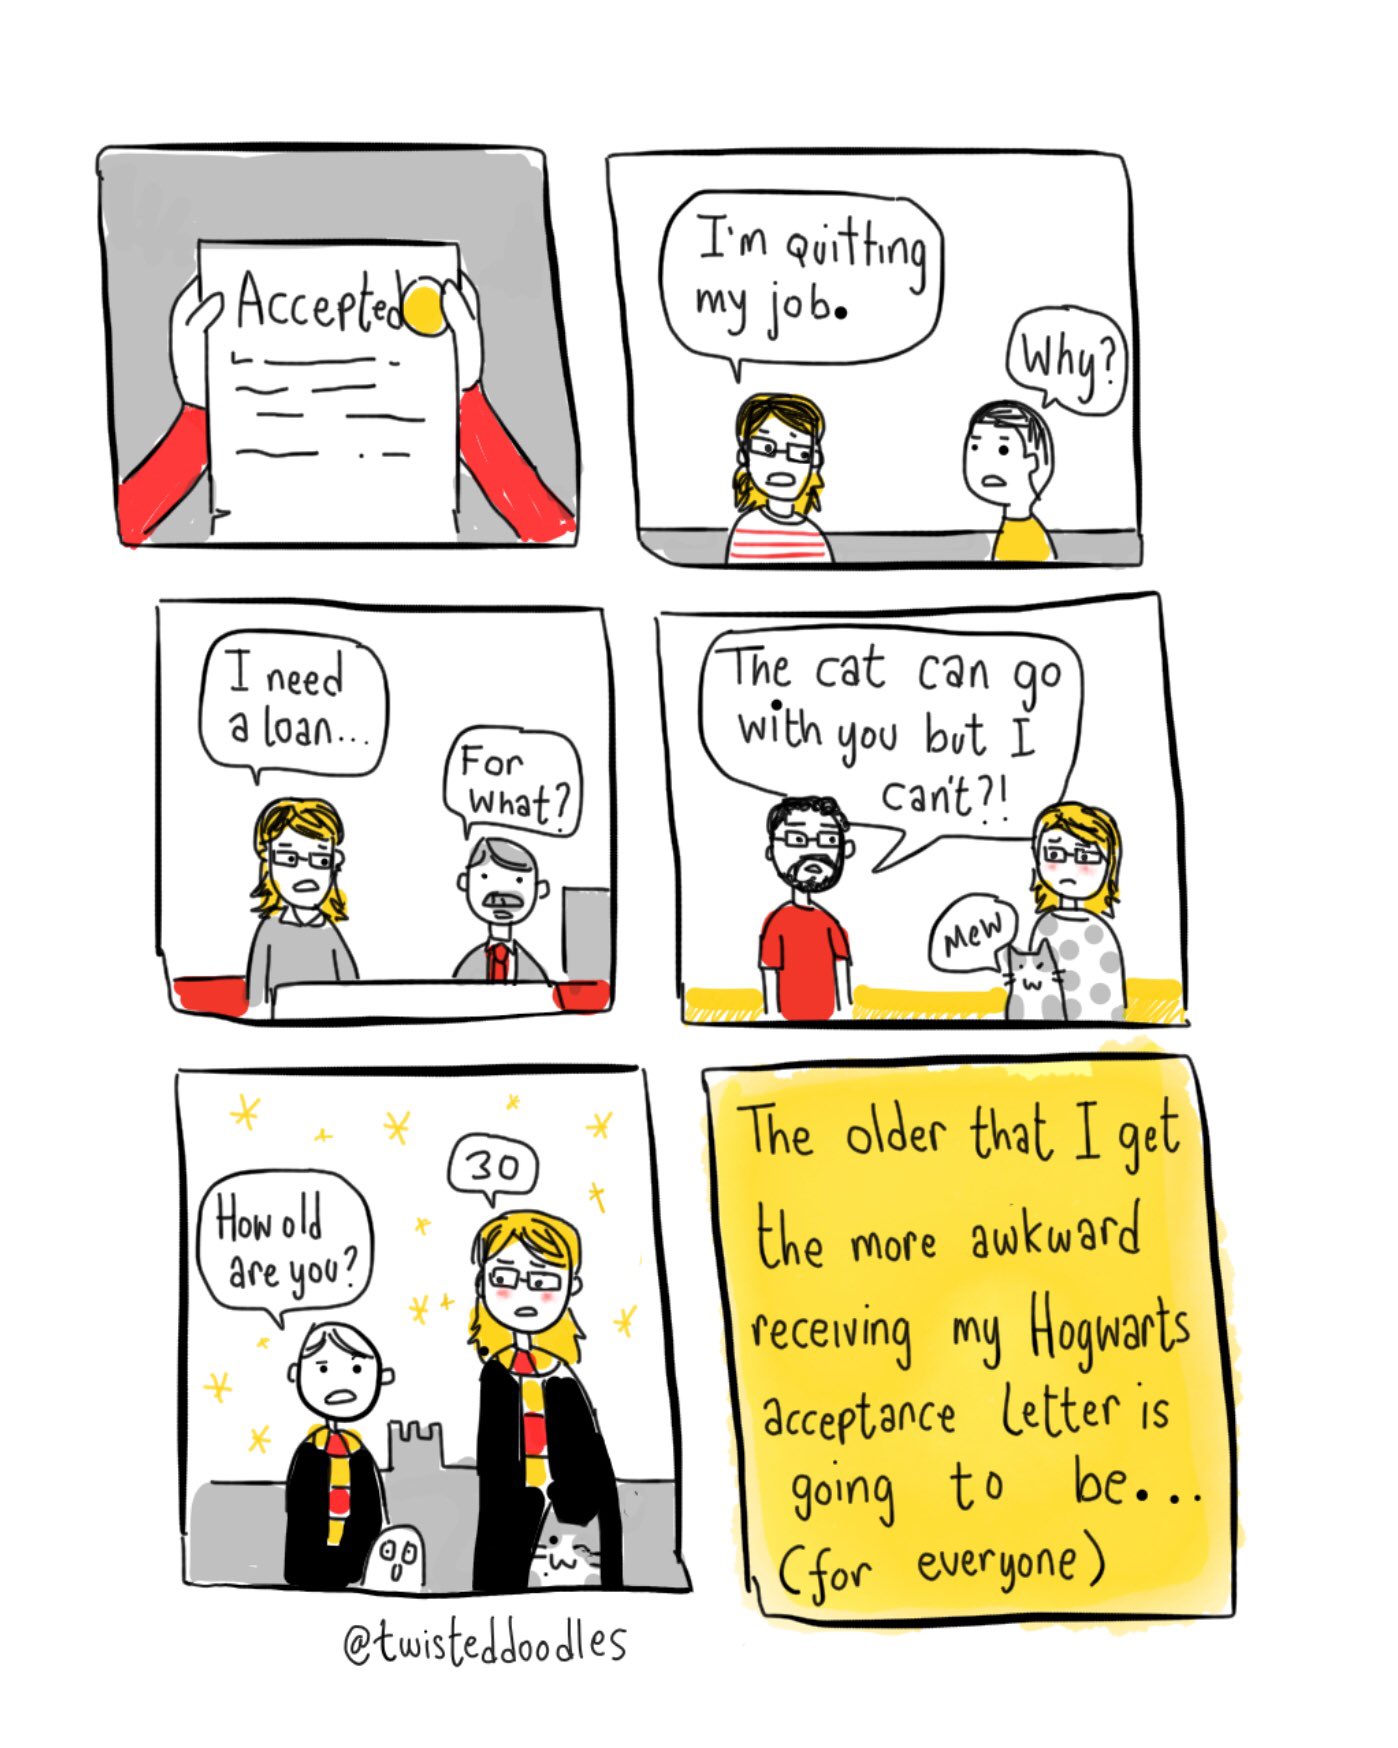 Accepted
I'm quitting
my job.
Why?
I need
a loan...
For
what?
The cat can go
with you but I
can't?!
Mew
How old
are you?
30
The older that I get
the more awkward
receiving my Hogwarts
acceptance letter is
going to be...
(for everyone)
@twisteddoodles